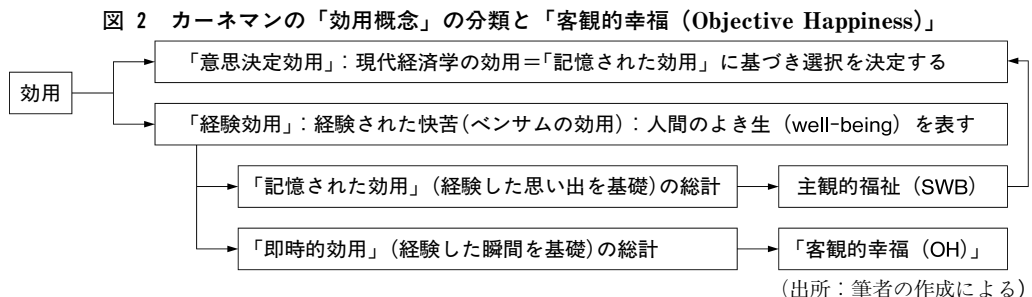 図 2 カーネマンの「効用概念」の分類と「客観的幸福（Objective Happiness）」
「意思決定効用」：現代経済学の効用＝「記憶された効用」に基づき選択を決定する
効用
「経験効用」：経験された快苦（ベンサムの効用）：人間のよき生（well-being）を表す
「記憶された効用」（経験した思い出を基礎）の総計
主観的福祉（SWB）
「即時的効用」（経験した瞬間を基礎）の総計
「客観的幸福（OH）」
（出所：筆者の作成による）